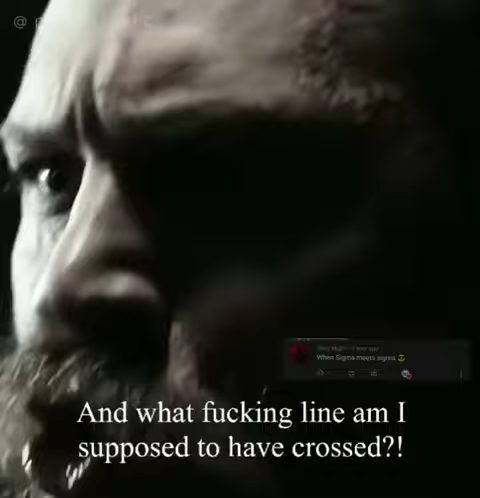 When Sigma meets sigma
And what fucking line am I
supposed to have crossed?!